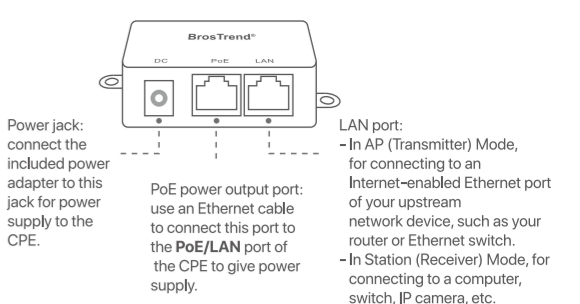 BrosTrend®
DC PoE LAN
Power jack:
connect the
included power
adapter to this
jack for power
supply to the
CPE.
PoE power output port:
use an Ethernet cable
to connect this port to
the PoE/LAN port of
the CPE to give power
supply.
LAN port:
- In AP (Transmitter) Mode,
for connecting to an
Internet-enabled Ethernet port
of your upstream
network device, such as your
router or Ethernet switch.
- In Station (Receiver) Mode, for
connecting to a computer,
switch, IP camera, etc.